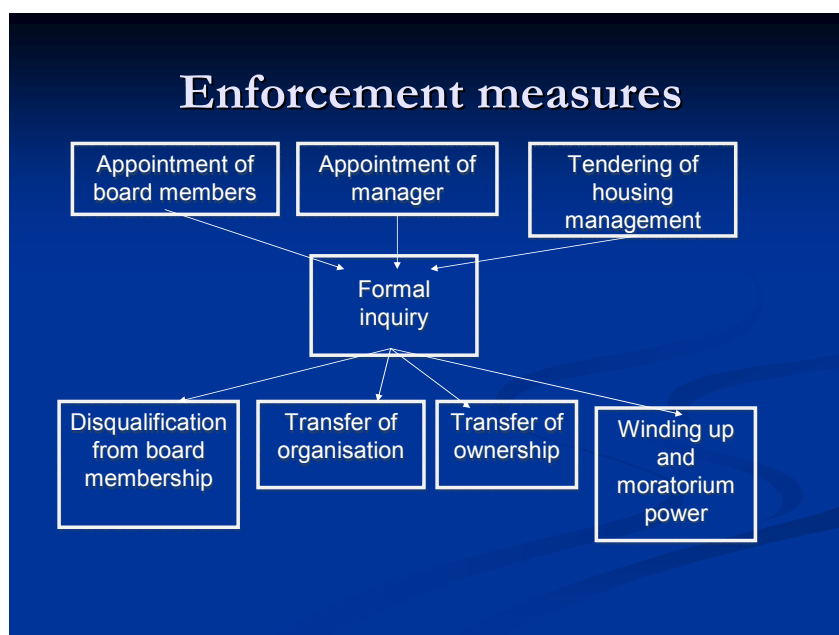 Enforcement measures
Appointment of
board members
Appointment of
manager
Tendering of
housing
management
Formal
inquiry
Disqualification
from board
membership
Transfer of
organisation
Transfer of
ownership
Winding up
and
moratorium
power